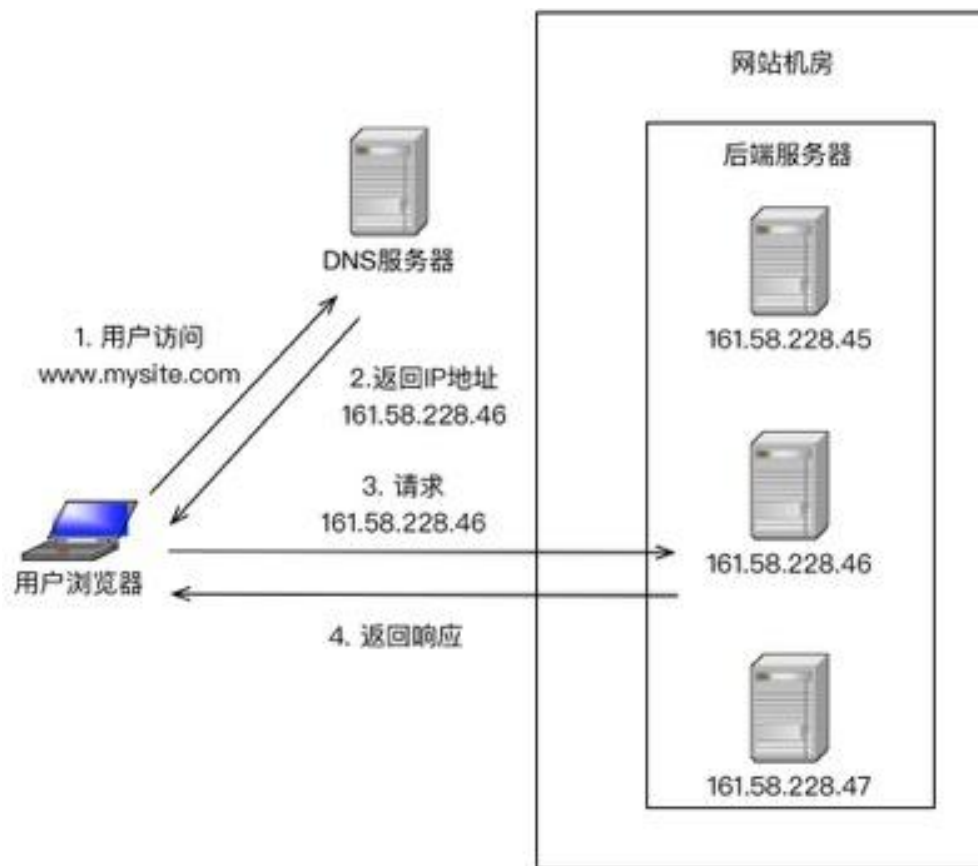 网站机房
后端服务器
DNS服务器
161.58.228.45
1. 用户访问
www.mysite.com
2.返回IP地址
161.58.228.46
3. 请求
161.58.228.46
161.58.228.46
用户浏览器
4. 返回响应
161.58.228.47